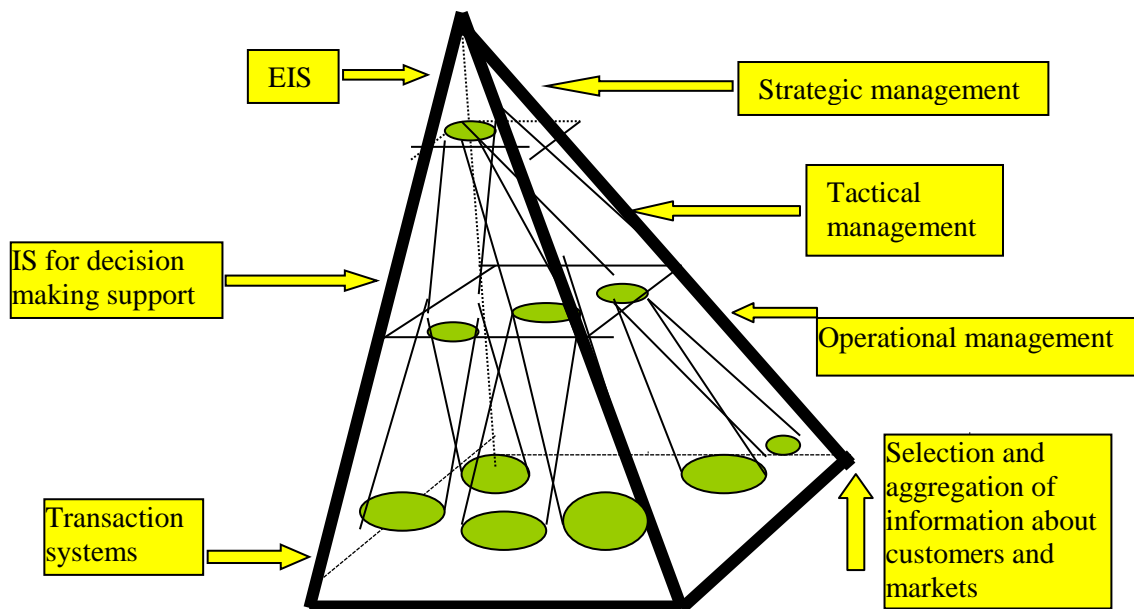 EIS
Strategic management
Tactical
management
IS for decision
making support
Operational management
Selection and
aggregation of
information about
customers and
markets
Transaction
systems